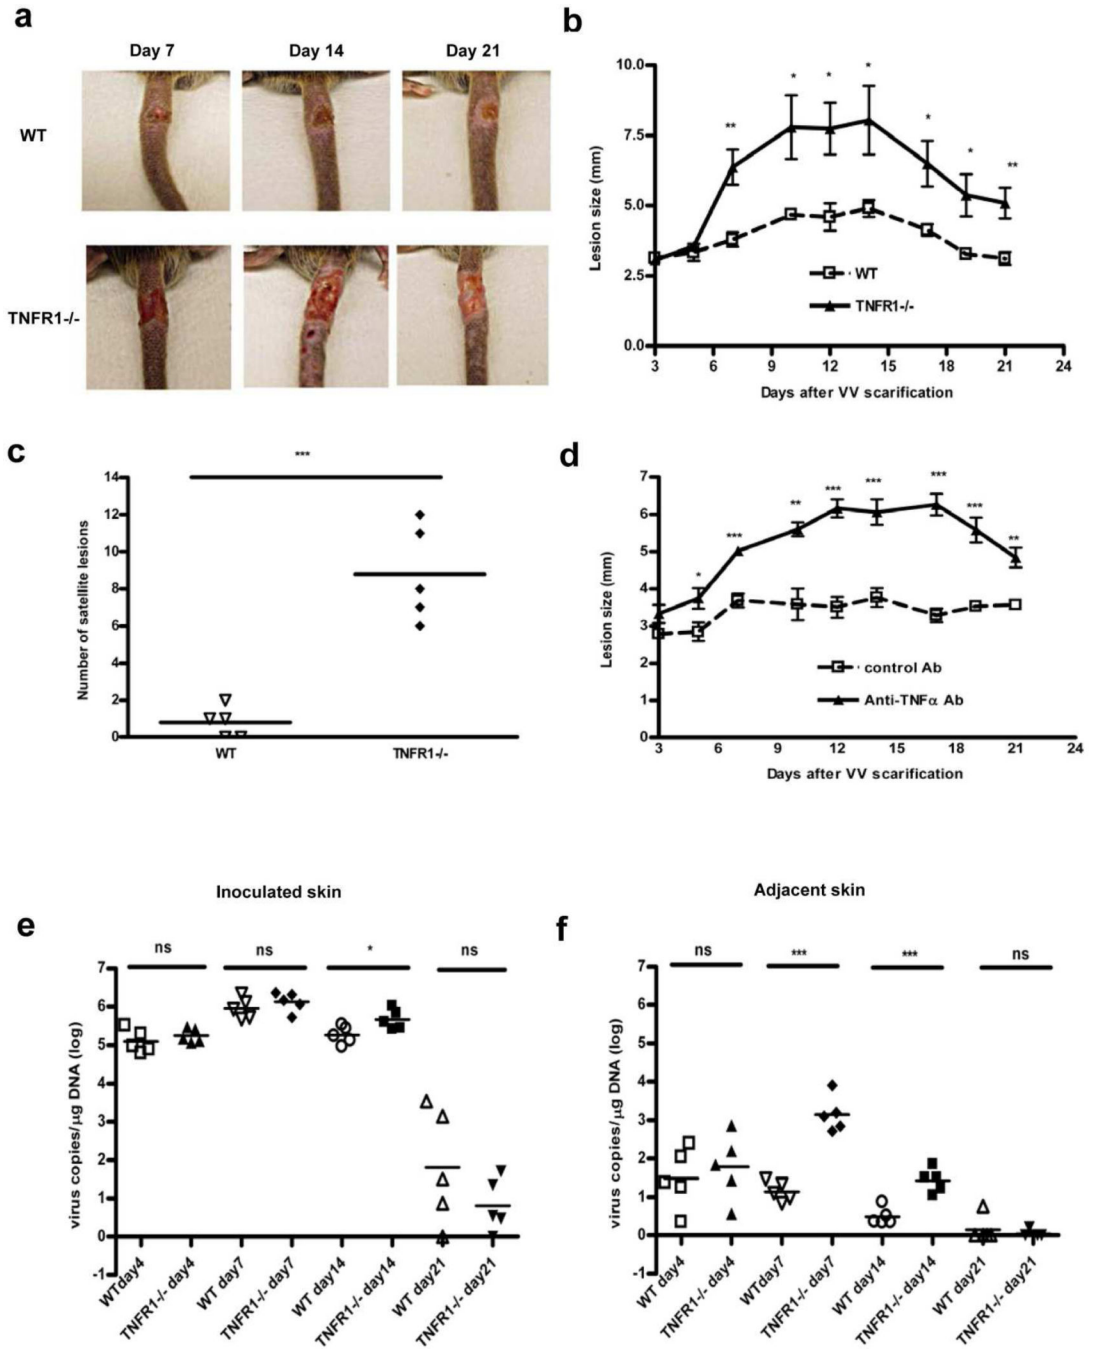 a
Day 7 Day 14 Day 21
WT
TNFR1-/-
b
10.0
7.5
5.0
2.5
0.0
Lesion size (mm)
** * * * * * **
WT
TNFR1-/-
3 6 9 12 15 18 21 24
Days after VV scarification
c
***
14
12
10
8
6
4
2
0
Number of satellite lesions
WT TNFR1-/-
d
7
6
5
4
3
2
1
0
Lesion size (mm)
* *** ** *** *** *** *** **
control Ab
Anti-TNFα Ab
3 6 9 12 15 18 21 24
Days after VV scarification
Inoculated skin
e
ns ns * ns
7
6
5
4
3
2
1
0
-1
virus copies/µg DNA (log)
WTday4
TNFR1-/- day4
WT day7
TNFR1-/- day7
WT day14
TNFR1-/- day14
WT day21
TNFR1-/- day21
Adjacent skin
f
ns *** *** ns
7
6
5
4
3
2
1
0
-1
virus copies/µg DNA (log)
WT day4
TNFR1-/- day4
WTday7
TNFR1-/- day7
WT day14
TNFR1-/- day14
WT day21
TNFR1-/- day21